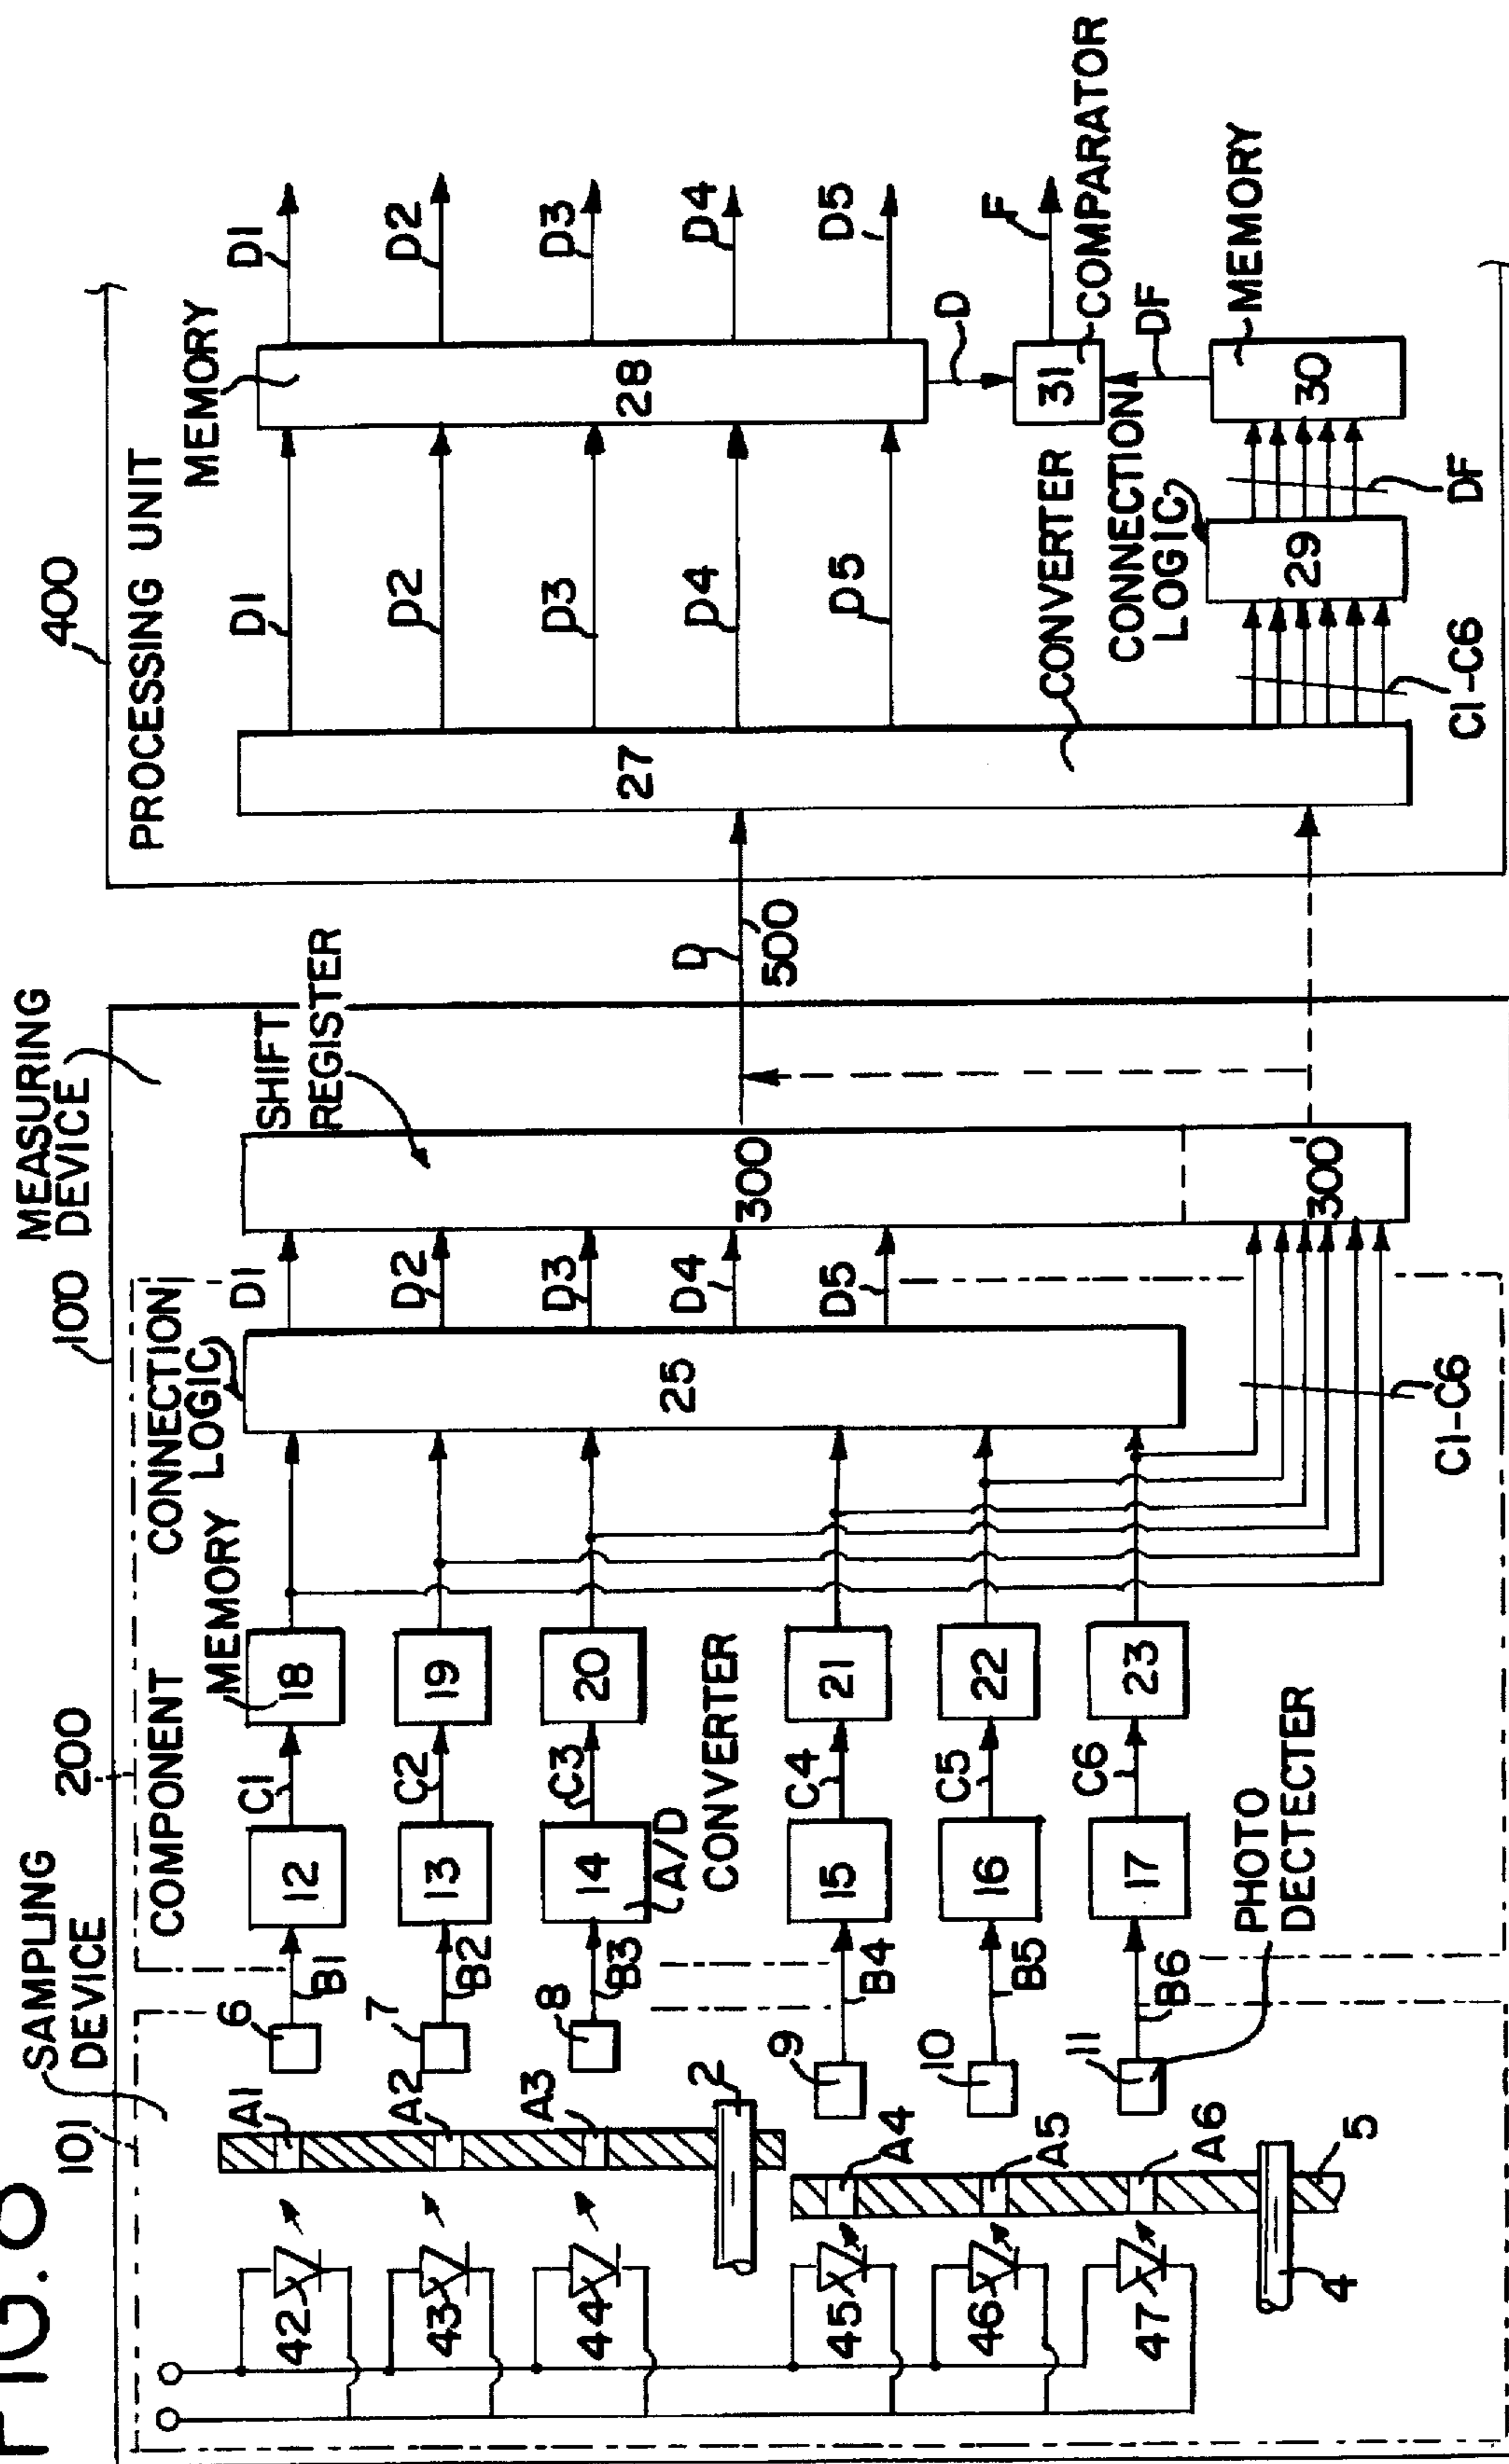 FIG. 8
SAMPLING
DEVICE
101
200
COMPONENT
MEMORY
CONNECTION
LOGIC
100
MEASURING
DEVICE
SHIFT
REGISTER
400
PROCESSING UNIT
MEMORY
42
A1
6
B1
12
C1
18
D1
D1
D1
43
A2
7
B2
13
C2
19
D2
D2
D2
44
A3
8
B3
14
C3
20
D3
D3
D3
A/D
CONVERTER
25
300
D
500
27
28
2
D4
D4
D4
45
A4
9
B4
15
C4
21
D5
D5
D5
46
A5
10
B5
16
C5
22
D
47
A6
11
B6
17
C6
23
31
F
COMPARATOR
CONVERTER
CONNECTION
LOGIC
DF
MEMORY
4
5
PHOTO
DECTECTER
300'
29
30
C1-C6
C1-C6
DF